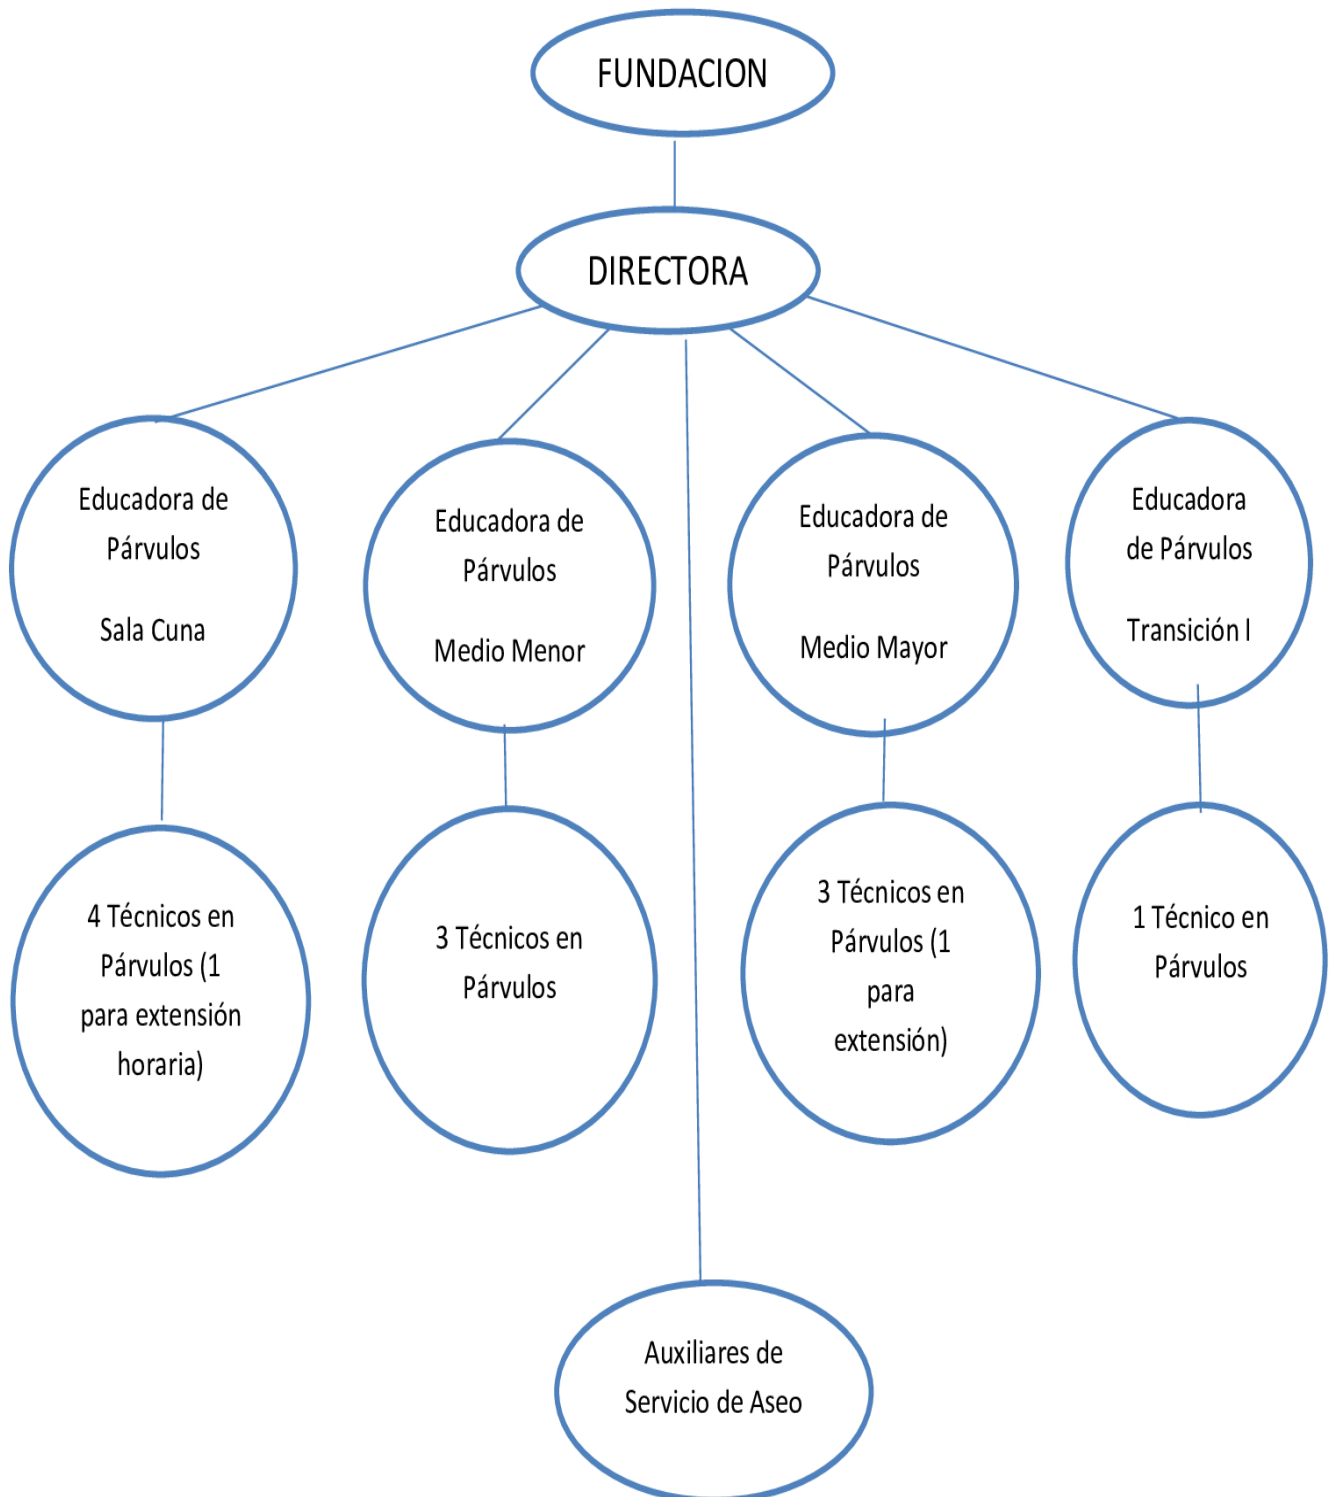 FUNDACION
DIRECTORA
Educadora de
Párvulos
Sala Cuna
Educadora de
Párvulos
Medio Menor
Educadora de
Párvulos
Medio Mayor
Educadora
de Párvulos
Transición I
4 Técnicos en
Párvulos (1
para extensión
horaria)
3 Técnicos en
Párvulos
3 Técnicos en
Párvulos (1
para
extensión)
1 Técnico en
Párvulos
Auxiliares de
Servicio de Aseo